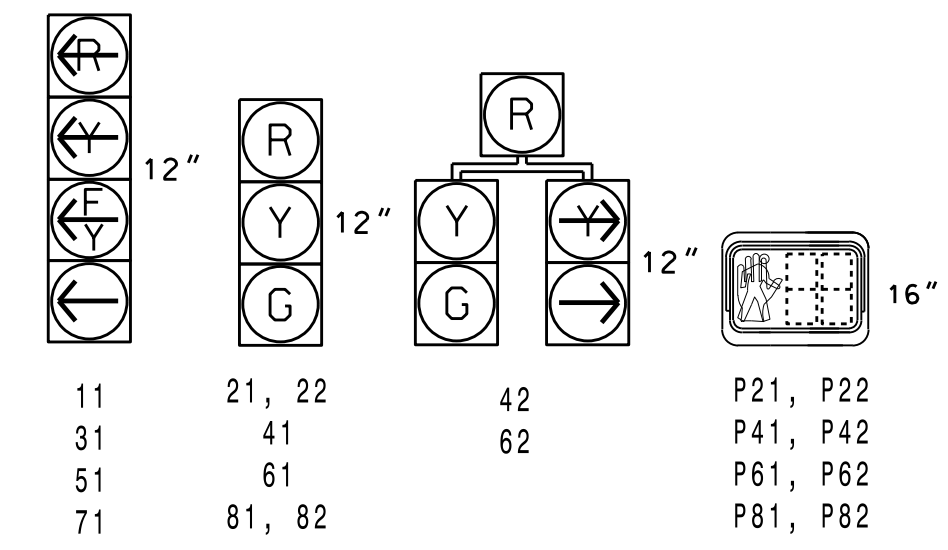 R
Y
F
Y
12"
R
Y
G
12"
R
Y
G
Y
12"
16"
11
31
51
71
21, 22
41
61
81, 82
42
62
P21, P22
P41, P42
P61, P62
P81, P82